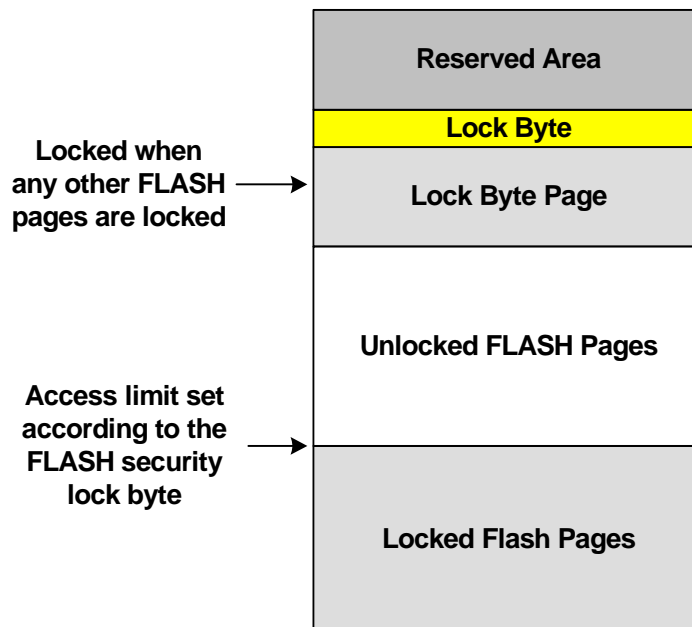 Reserved Area
Lock Byte
Locked when
any other FLASH
pages are locked
Lock Byte Page
Unlocked FLASH Pages
Access limit set
according to the
FLASH security
lock byte
Locked Flash Pages